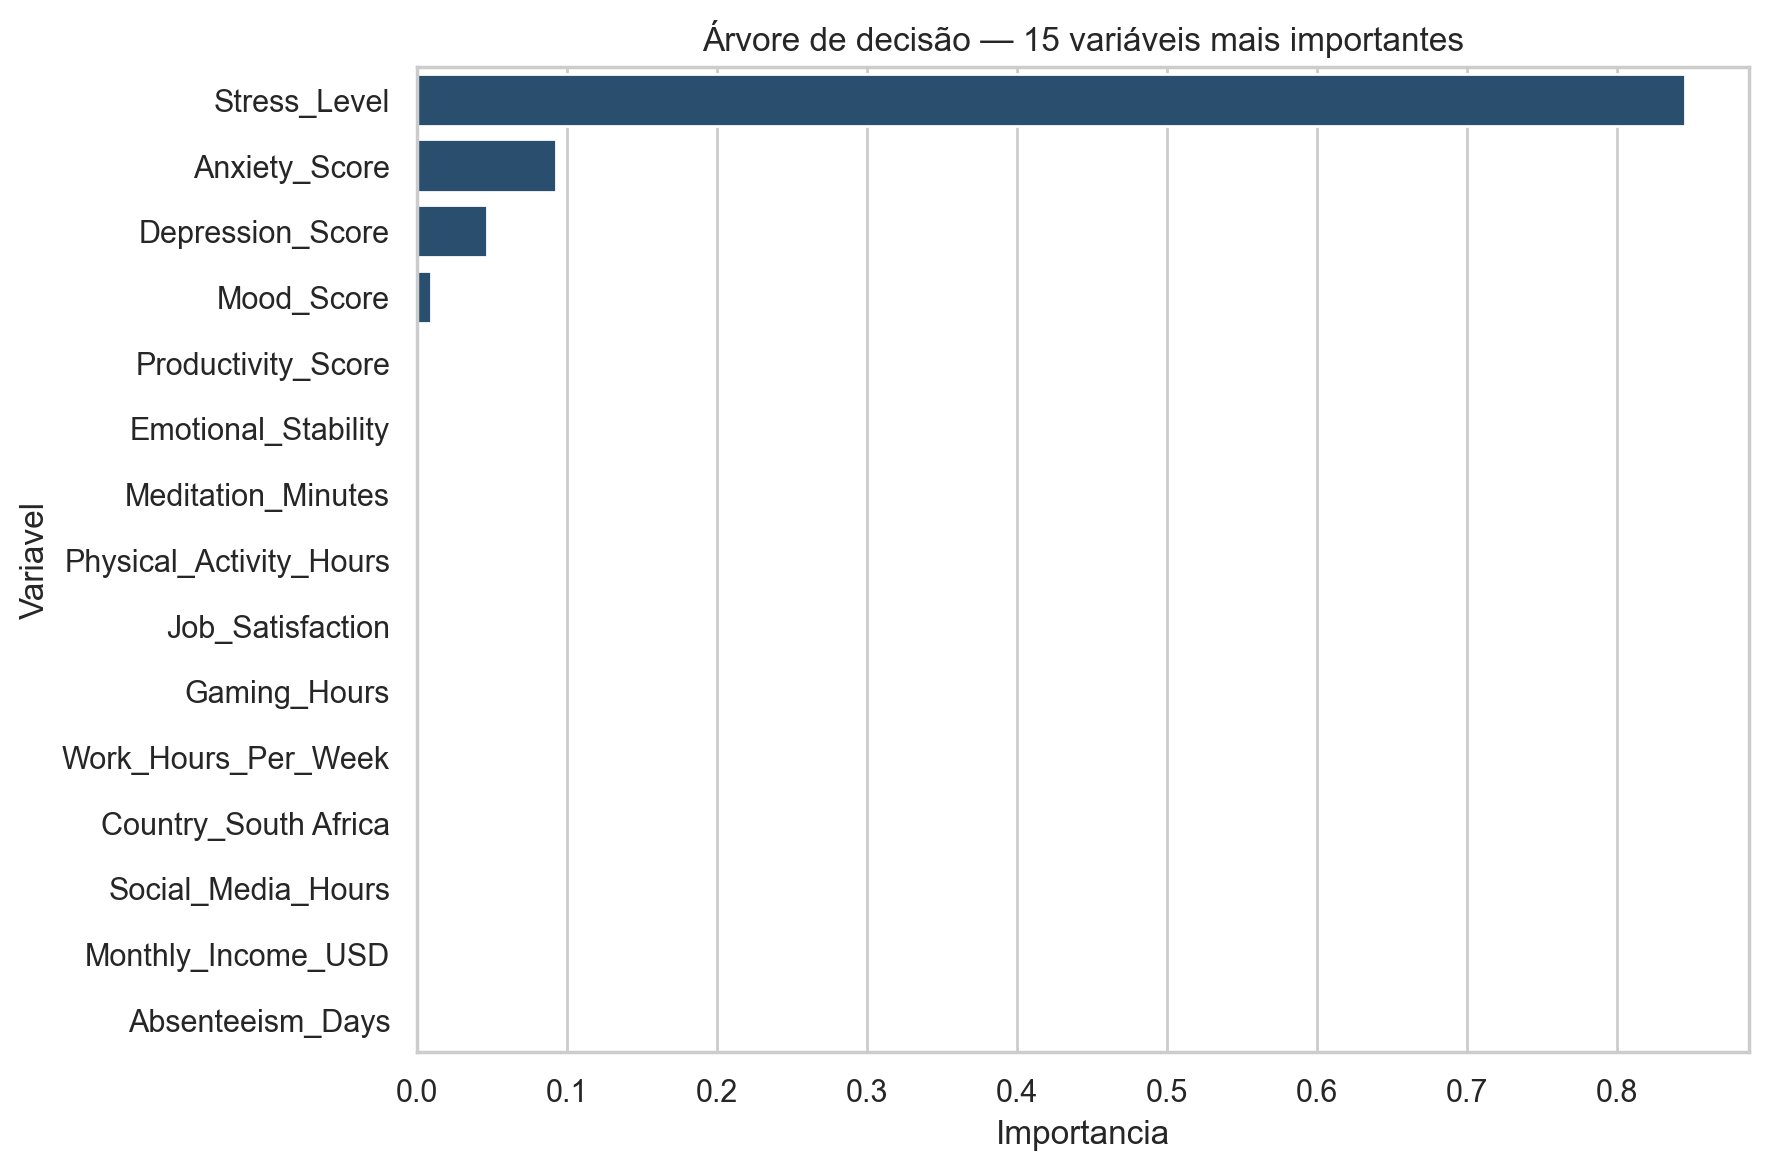 Árvore de decisão — 15 variáveis mais importantes
Stress_Level
Anxiety_Score
Depression_Score
Mood_Score
Productivity_Score
Emotional_Stability
Meditation_Minutes
Physical_Activity_Hours
Job_Satisfaction
Gaming_Hours
Work_Hours_Per_Week
Country_South Africa
Social_Media_Hours
Monthly_Income_USD
Absenteeism_Days
Variavel
0.0 0.1 0.2 0.3 0.4 0.5 0.6 0.7 0.8
Importancia